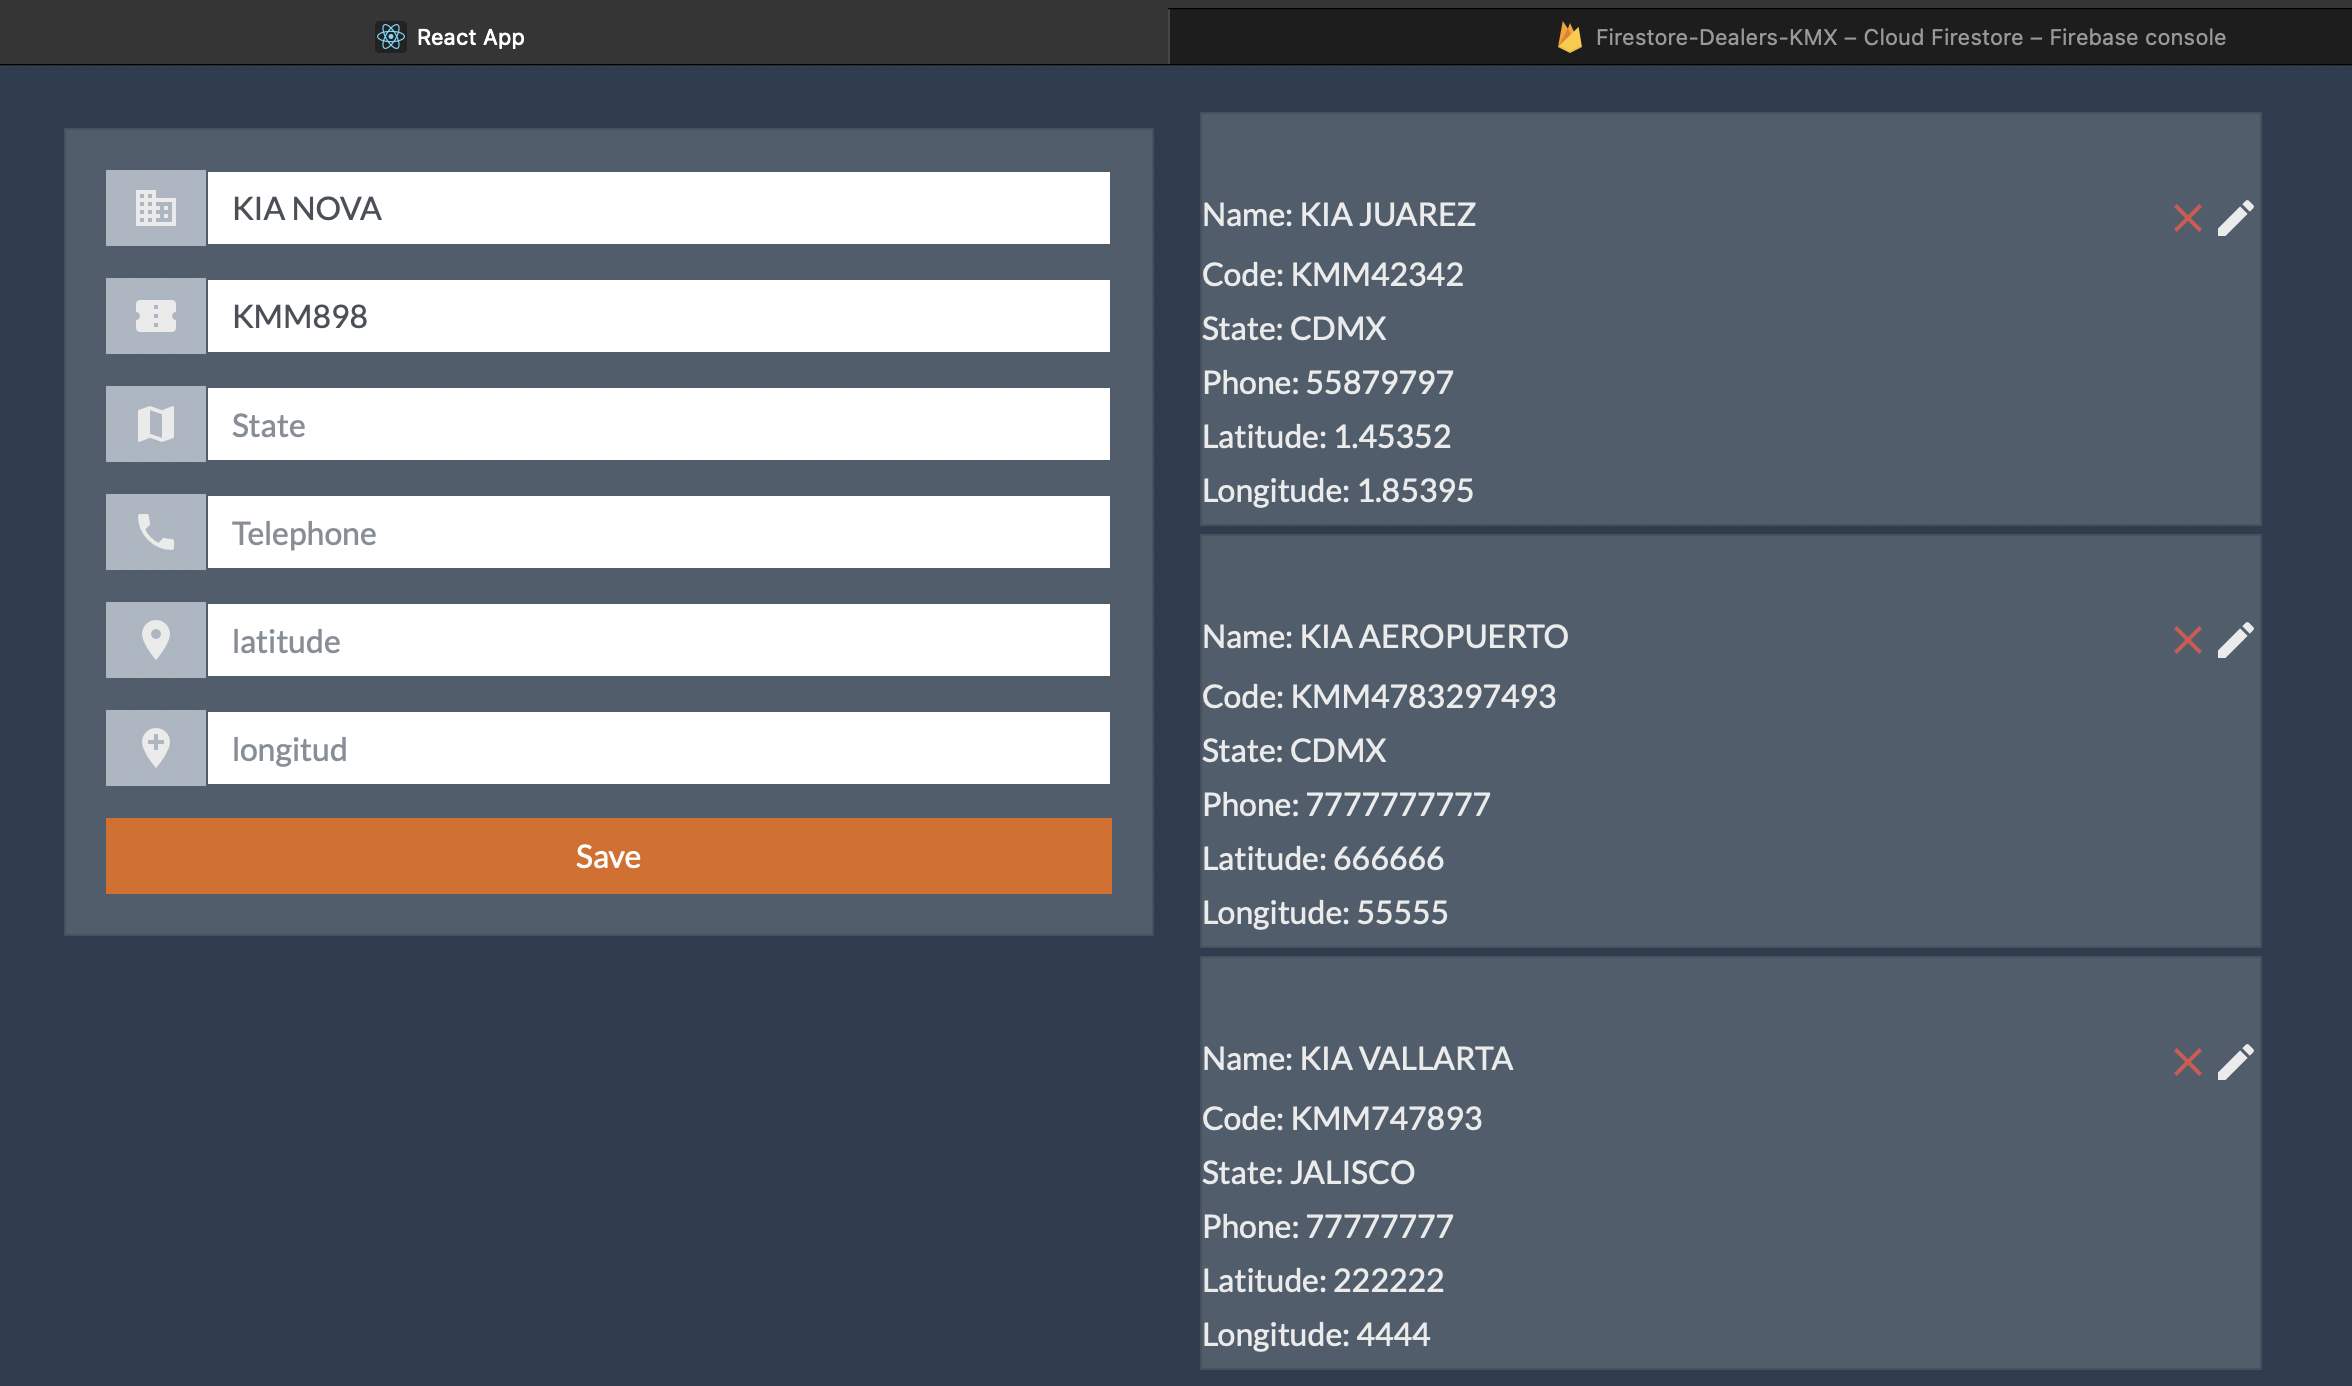 React App
Firestore-Dealers-KMX – Cloud Firestore – Firebase console
KIA NOVA
KMM898
State
Telephone
latitude
longitud
Save
Name: KIA JUAREZ
Code: KMM42342
State: CDMX
Phone: 55879797
Latitude: 1.45352
Longitude: 1.85395
Name: KIA AEROPUERTO
Code: KMM4783297493
State: CDMX
Phone: 7777777777
Latitude: 666666
Longitude: 55555
Name: KIA VALLARTA
Code: KMM747893
State: JALISCO
Phone: 77777777
Latitude: 222222
Longitude: 4444